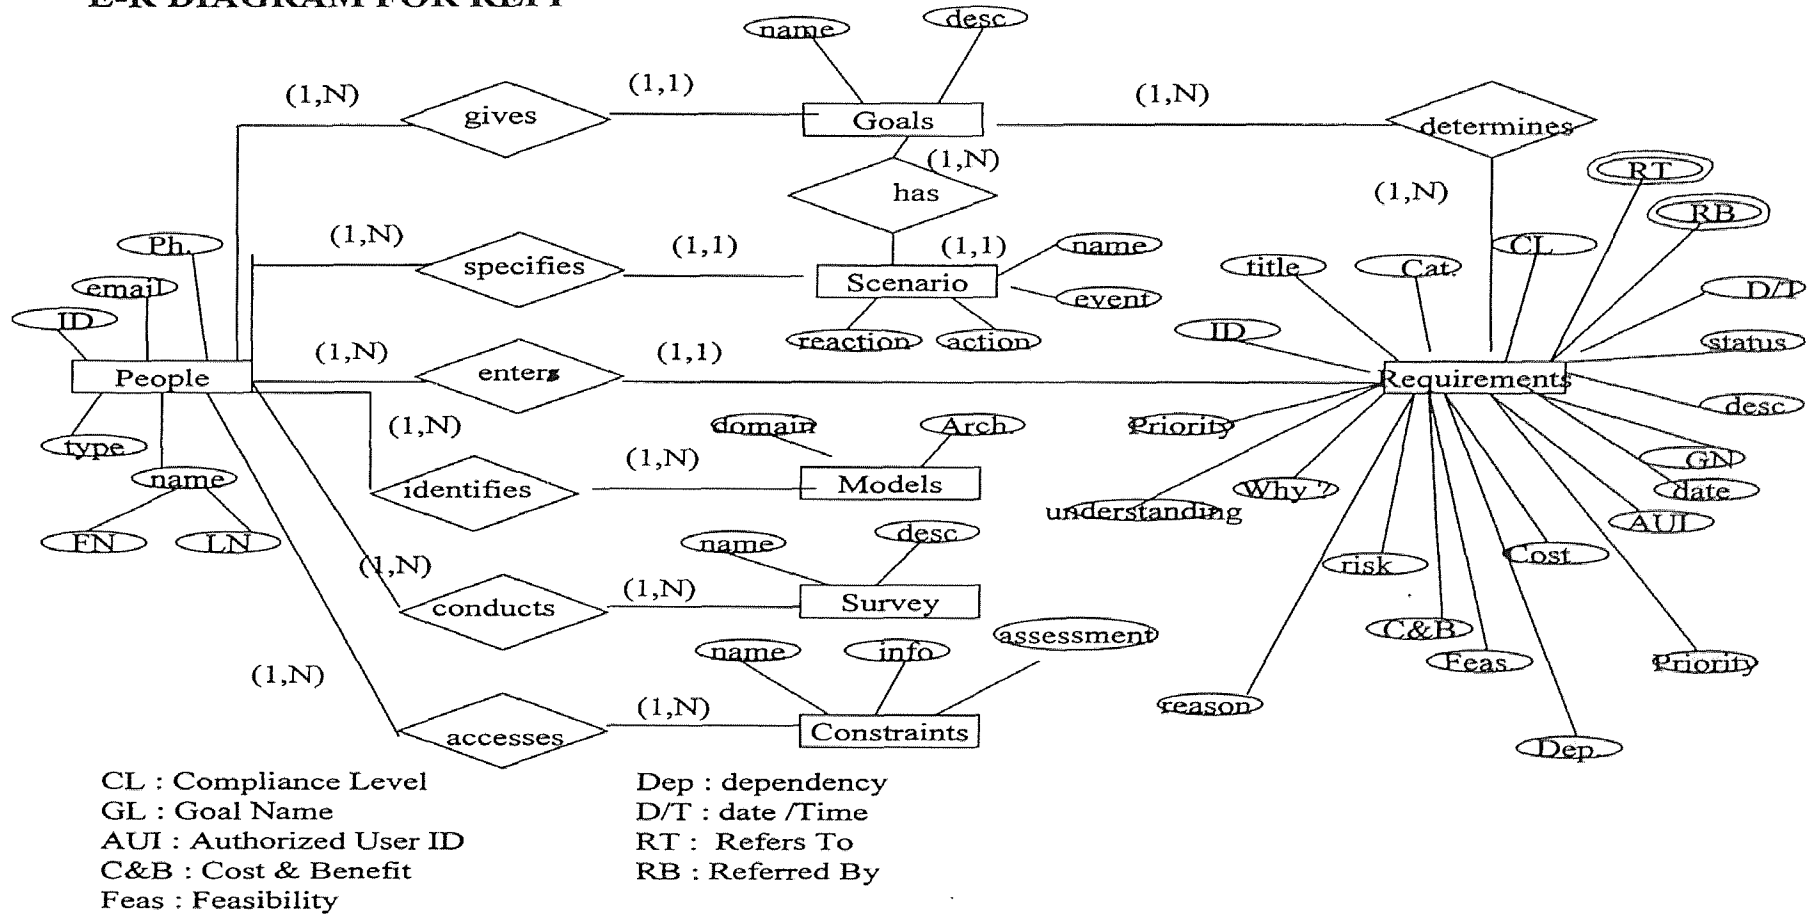 E-R DIAGRAM FOR
name
desc
(1,N)
gives
(1,1)
Goals
(1,N)
determines
(1,N)
has
(1,N)
RT
RB
Ph.
(1,N)
specifies
(1,1)
(1,1)
name
title
Cat.
CL
email
Scenario
event
D/T
ID
reaction
action
ID
status
People
(1,N)
enters
(1,1)
Requirements
type
(1,N)
domain
Arch.
Priority
desc
name
identifies
(1,N)
Models
Why ?
GN
date
understanding
AUI
FN
LN
name
desc
risk
Cost
(1,N)
conducts
(1,N)
Survey
C&B
Feas.
Priority
name
info
assessment
(1,N)
accesses
(1,N)
Constraints
reason
Dep.
CL : Compliance Level
GL : Goal Name
AUI : Authorized User ID
C&B : Cost & Benefit
Feas : Feasibility
Dep : dependency
D/T : date /Time
RT : Refers To
RB : Referred By